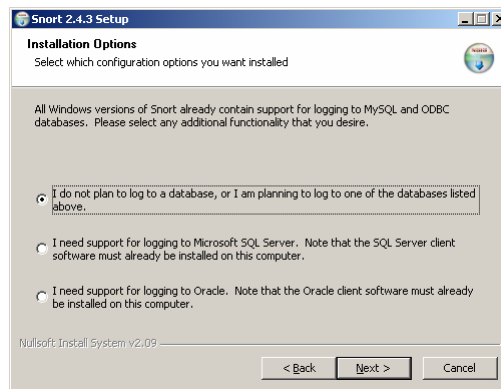 Snort 2.4.3 Setup
Installation Options
Select which configuration options you want installed
All Windows versions of Snort already contain support for logging to MySQL and ODBC
databases. Please select any additional functionality that you desire.
I do not plan to log to a database, or I am planning to log to one of the databases listed
above.
I need support for logging to Microsoft SQL Server. Note that the SQL Server client
software must already be installed on this computer.
I need support for logging to Oracle. Note that the Oracle client software must already
be installed on this computer.
Nullsoft Install System v2.09
< Back Next > Cancel